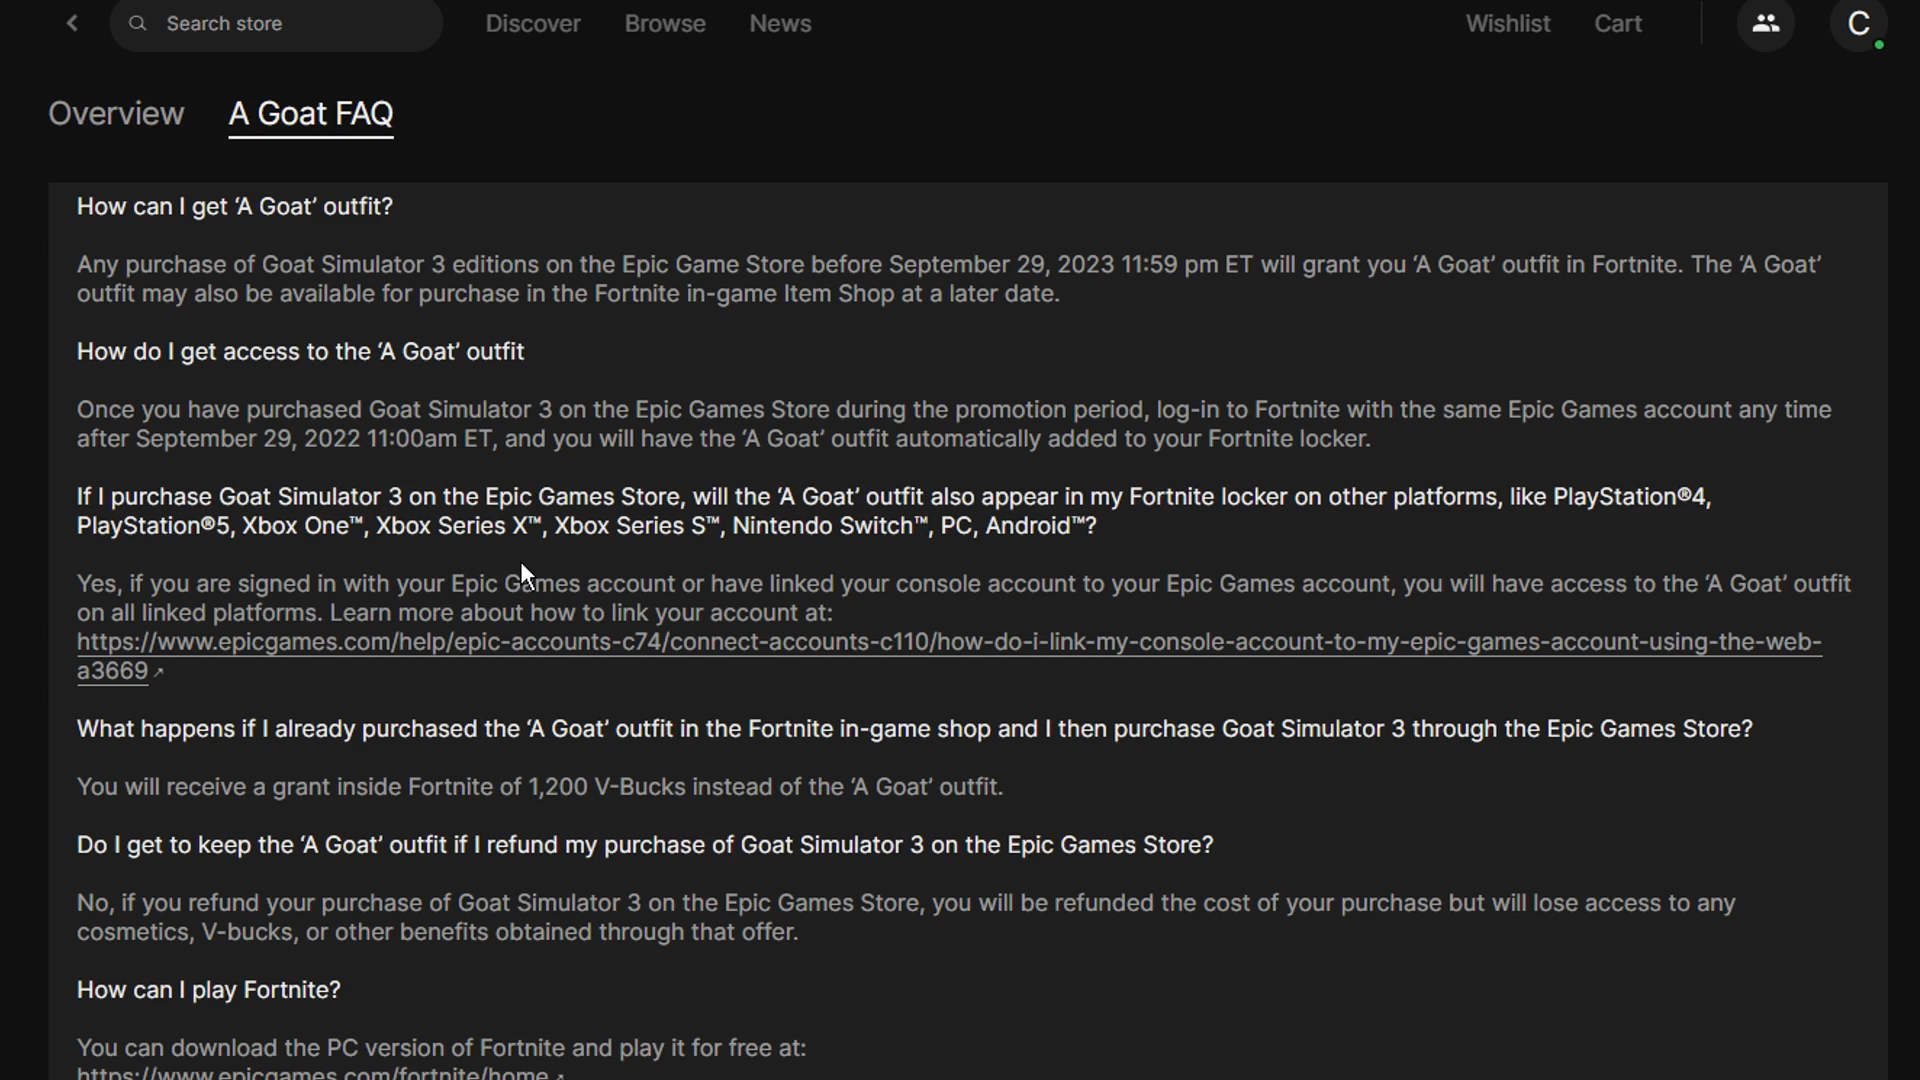 Search store
Discover
Browse
News
Wishlist
Cart
C
Overview
A Goat FAQ
How can I get ‘A Goat’ outfit?
Any purchase of Goat Simulator 3 editions on the Epic Game Store before September 29, 2023 11:59 pm ET will grant you ‘A Goat’ outfit in Fortnite. The ‘A Goat’
outfit may also be available for purchase in the Fortnite in-game Item Shop at a later date.
How do I get access to the ‘A Goat’ outfit
Once you have purchased Goat Simulator 3 on the Epic Games Store during the promotion period, log-in to Fortnite with the same Epic Games account any time
after September 29, 2022 11:00am ET, and you will have the ‘A Goat’ outfit automatically added to your Fortnite locker.
If I purchase Goat Simulator 3 on the Epic Games Store, will the ‘A Goat’ outfit also appear in my Fortnite locker on other platforms, like PlayStation®4,
PlayStation®5, Xbox One™, Xbox Series X™, Xbox Series S™, Nintendo Switch™, PC, Android™?
Yes, if you are signed in with your Epic Games account or have linked your console account to your Epic Games account, you will have access to the ‘A Goat’ outfit
on all linked platforms. Learn more about how to link your account at:
https://www.epicgames.com/help/epic-accounts-c74/connect-accounts-c110/how-do-i-link-my-console-account-to-my-epic-games-account-using-the-web-
a3669
What happens if I already purchased the ‘A Goat’ outfit in the Fortnite in-game shop and I then purchase Goat Simulator 3 through the Epic Games Store?
You will receive a grant inside Fortnite of 1,200 V-Bucks instead of the ‘A Goat’ outfit.
Do I get to keep the ‘A Goat’ outfit if I refund my purchase of Goat Simulator 3 on the Epic Games Store?
No, if you refund your purchase of Goat Simulator 3 on the Epic Games Store, you will be refunded the cost of your purchase but will lose access to any
cosmetics, V-bucks, or other benefits obtained through that offer.
How can I play Fortnite?
You can download the PC version of Fortnite and play it for free at:
https://www.epicgames.com/fortnite/home